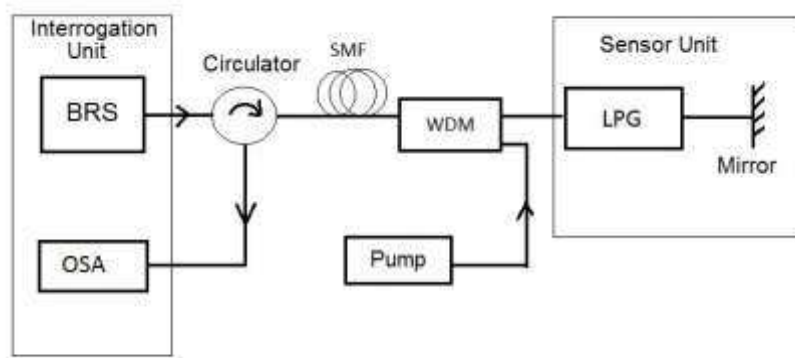 Interrogation
Unit
BRS
OSA
Circulator
SMF
WDM
Pump
Sensor Unit
LPG
Mirror